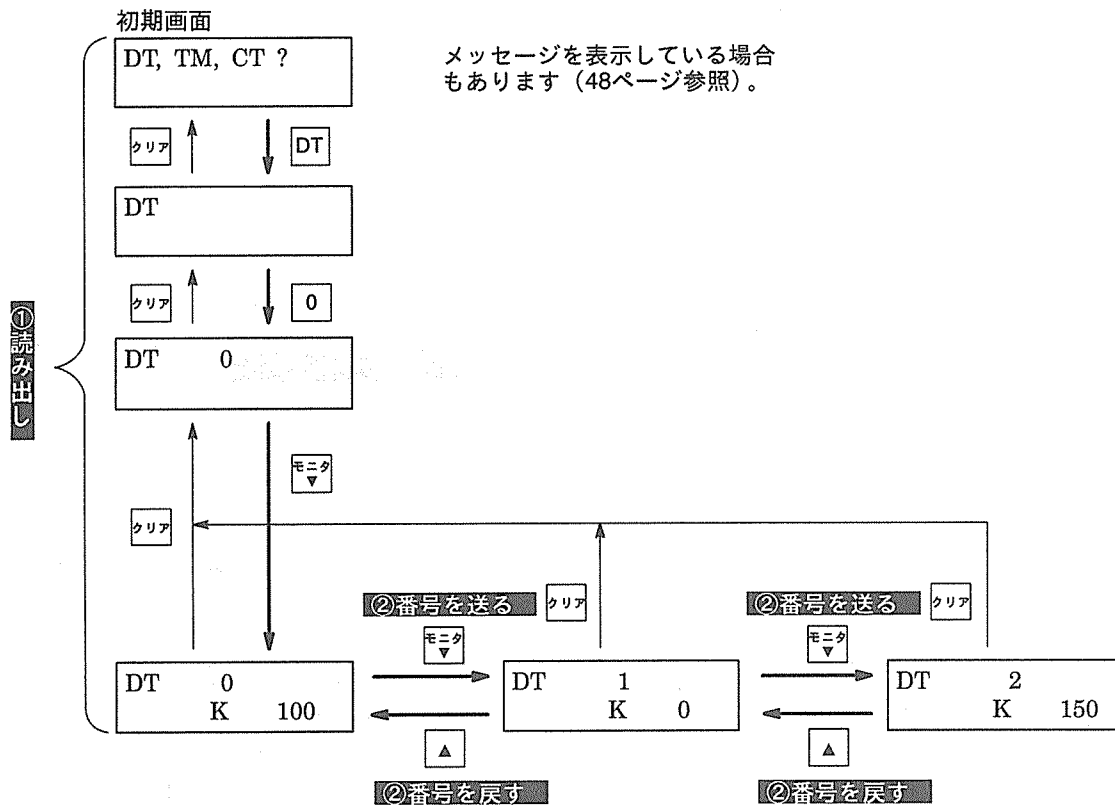 初期画面
DT, TM, CT ?
メッセージを表示している場合
もあります（48ページ参照）。
クリア
DT
DT
クリア
0
①読み出し
DT 0
モニタ
▼
クリア
②番号を送る
クリア
②番号を送る
クリア
モニタ
▼
モニタ
▼
DT 0
K 100
DT 1
K 0
DT 2
K 150
▲
▲
②番号を戻す
②番号を戻す